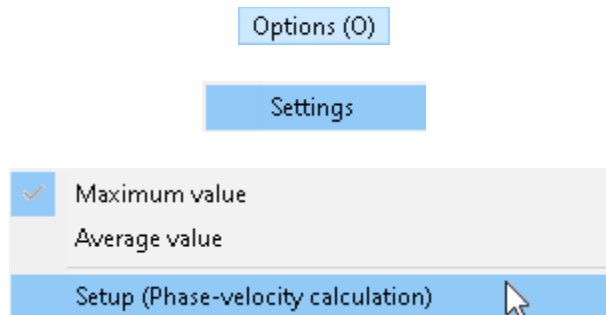 Options (O)
Settings
Maximum value
Average value
Setup (Phase-velocity calculation)